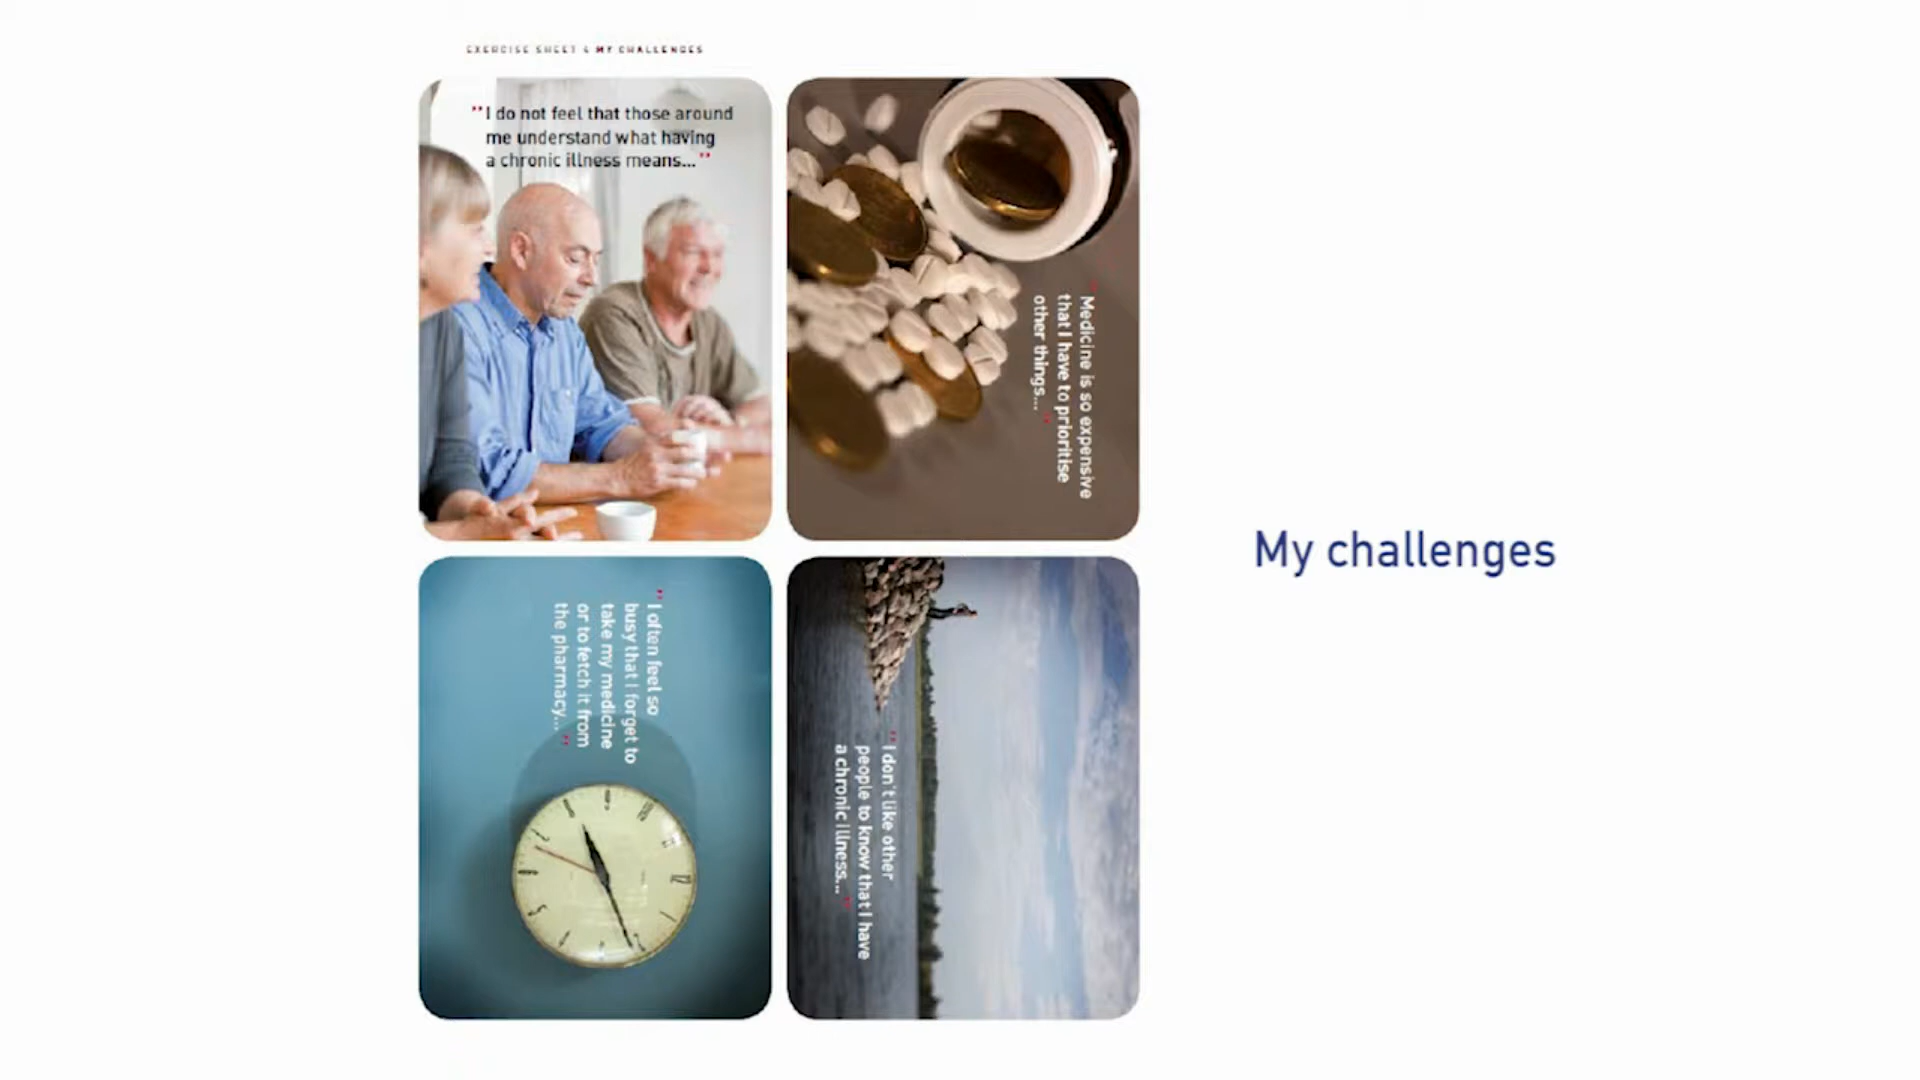 EXERCISE SHEET 4 MY CHALLENGES
"I do not feel that those around
me understand what having
a chronic illness means..."
"Medicine is so expensive
that I have to prioritise
other things..."
"I often feel so
busy that I forget to
take my medicine
or to fetch it from
the pharmacy..."
"I don't like other
people to know that I have
a chronic illness..."
My challenges